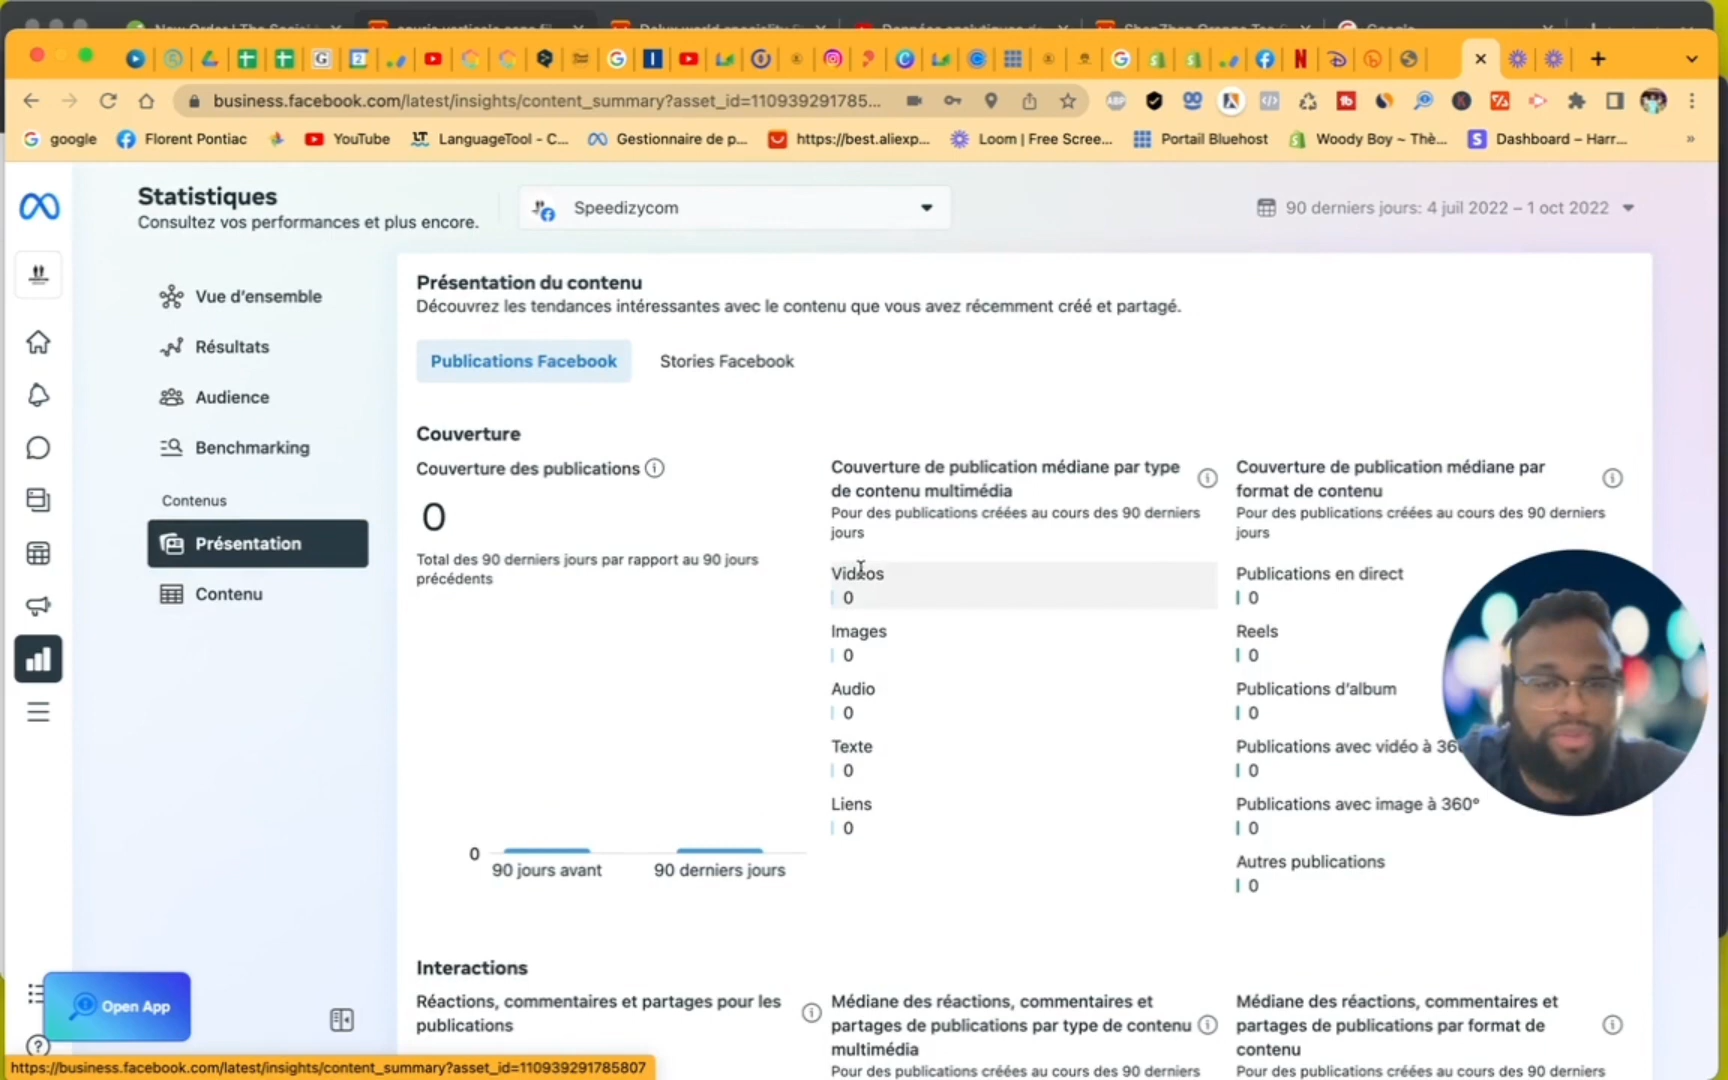 business.facebook.com/latest/insights/content_summary?asset_id=110939291785...
google
Florent Pontiac
YouTube
LanguageTool - C...
Gestionnaire de p...
https://best.aliexp...
Loom | Free Scree...
Portail Bluehost
Woody Boy ~ Thè...
Dashboard – Harr...
»
Statistiques
Consultez vos performances et plus encore.
Speedizycom
90 derniers jours: 4 juil 2022 – 1 oct 2022
Vue d'ensemble
Résultats
Audience
Benchmarking
Contenus
Présentation
Contenu
Présentation du contenu
Découvrez les tendances intéressantes avec le contenu que vous avez récemment créé et partagé.
Publications Facebook
Stories Facebook
Couverture
Couverture des publications
0
Total des 90 derniers jours par rapport au 90 jours
précédents
0
90 jours avant
90 derniers jours
Couverture de publication médiane par type
de contenu multimédia
Pour des publications créées au cours des 90 derniers
jours
Vidéos
0
Images
0
Audio
0
Texte
0
Liens
0
Couverture de publication médiane par
format de contenu
Pour des publications créées au cours des 90 derniers
jours
Publications en direct
0
Reels
0
Publications d'album
0
Publications avec vidéo à 36
0
Publications avec image à 360°
0
Autres publications
0
Interactions
Réactions, commentaires et partages pour les
publications
Médiane des réactions, commentaires et
partages de publications par type de contenu
multimédia
Pour des publications créées au cours des 90 derniers
Médiane des réactions, commentaires et
partages de publications par format de
contenu
Pour des publications créées au cours des 90 derniers
Open App
https://business.facebook.com/latest/insights/content_summary?asset_id=110939291785807